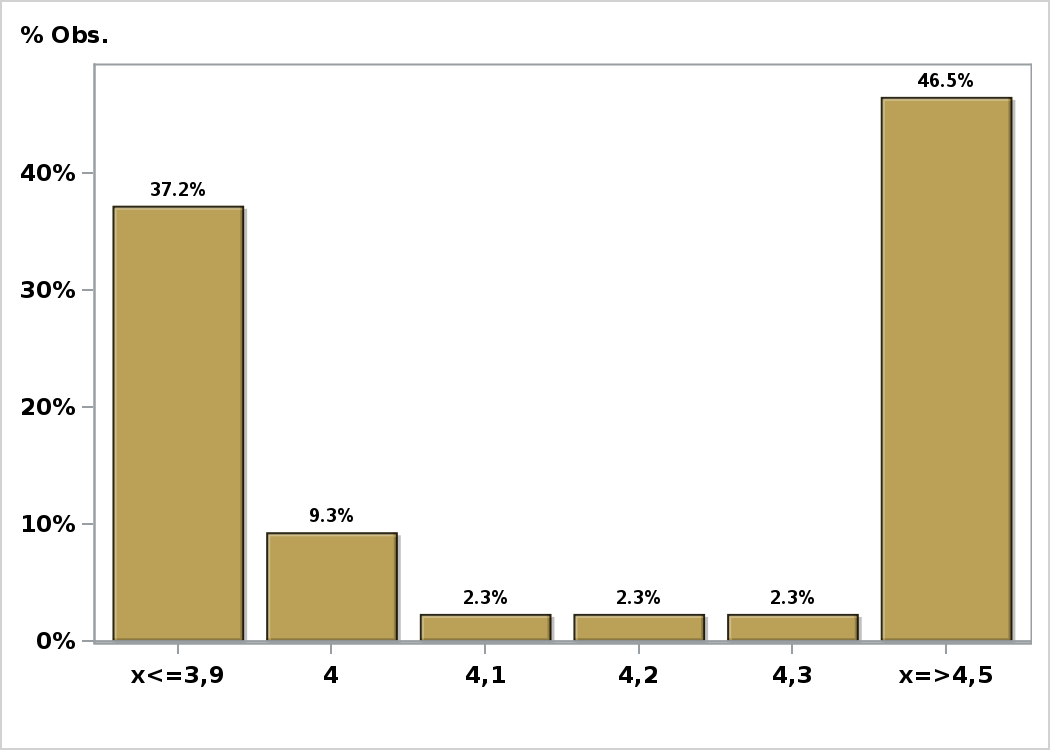 % Obs.
46.5%
40%
37.2%
30%
20%
10%
9.3%
2.3% 2.3% 2.3%
0%
x<=3,9 4 4,1 4,2 4,3 x=>4,5